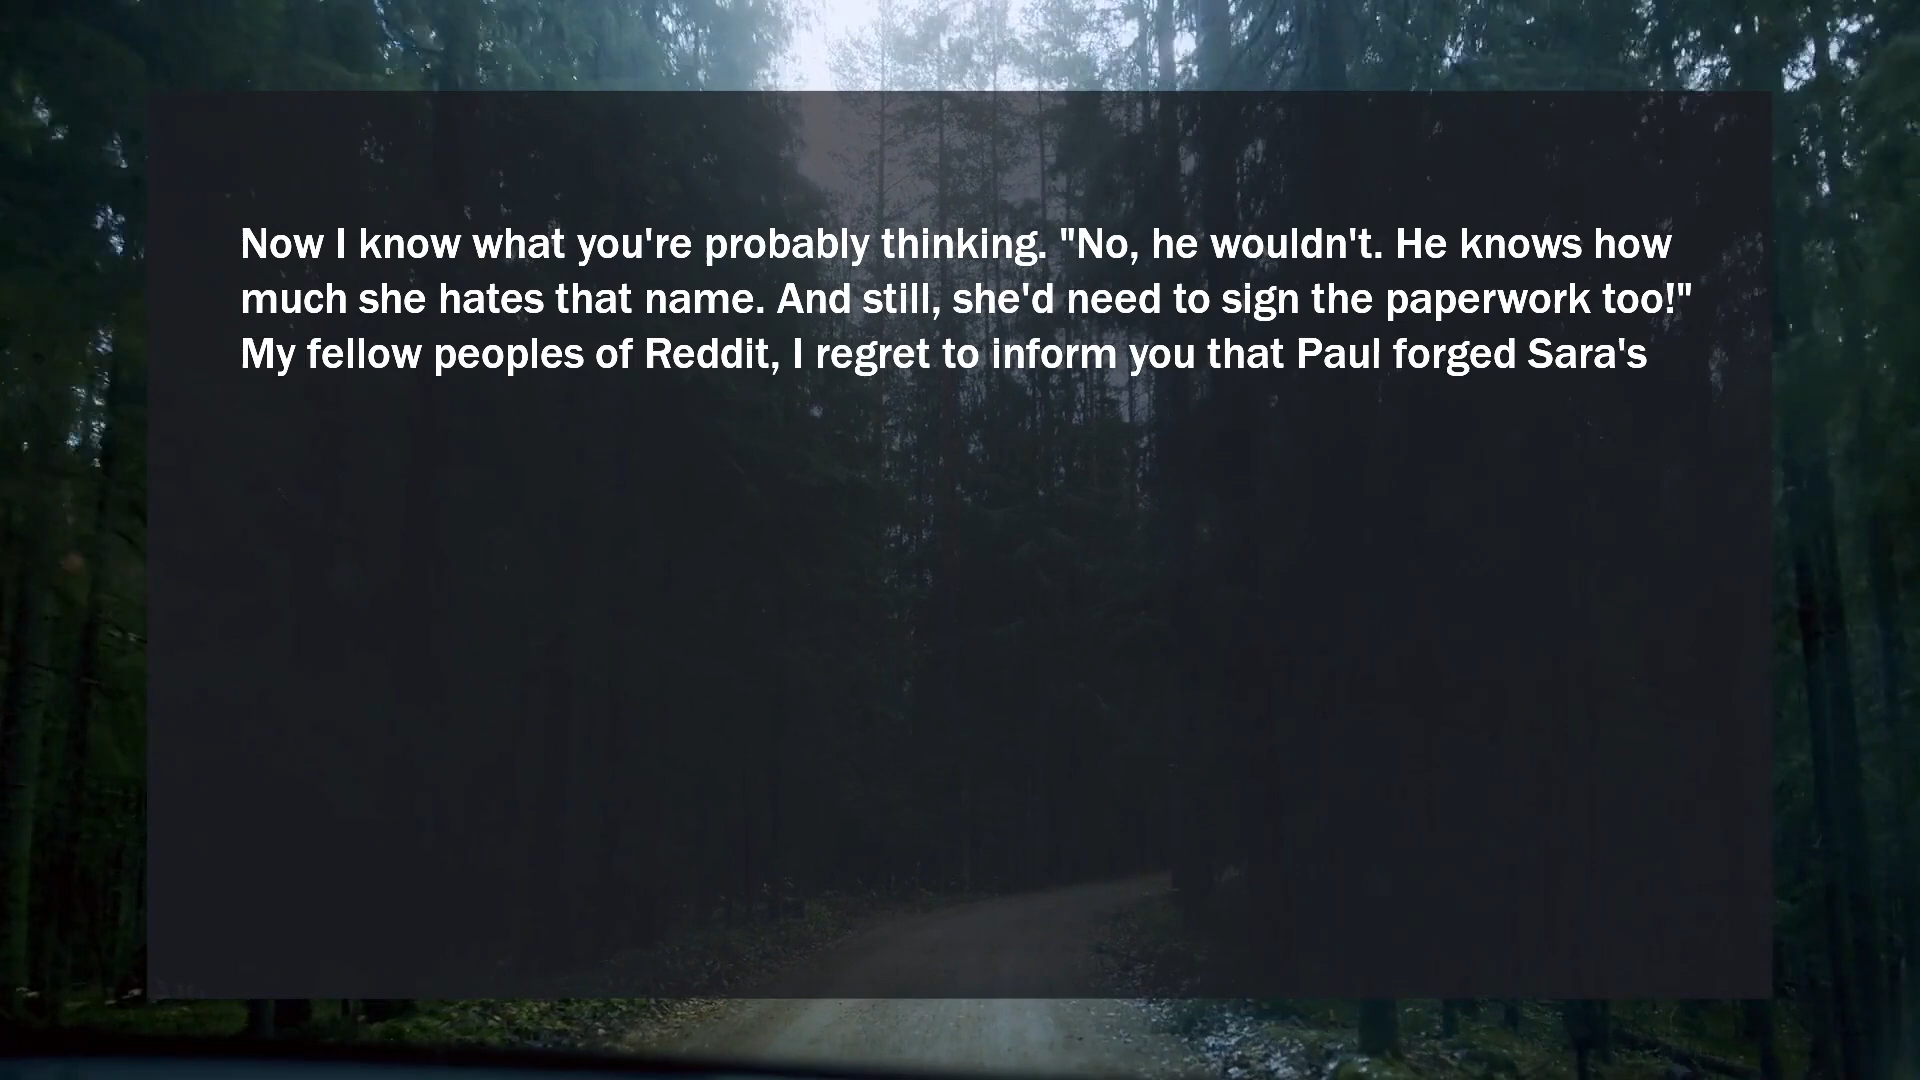 Now I know what you're probably thinking. "No, he wouldn't. He knows how
much she hates that name. And still, she'd need to sign the paperwork too!"
My fellow peoples of Reddit, I regret to inform you that Paul forged Sara's